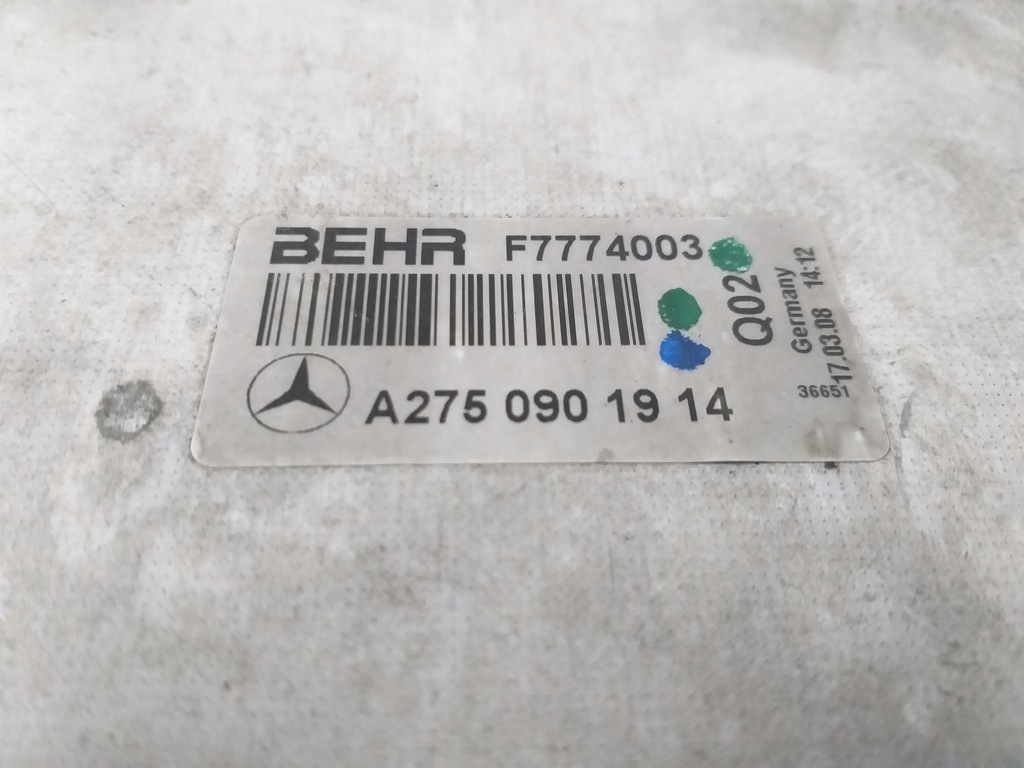 BEHR F7774003
A275 090 19 14
Q02
Germany
17.03.08 14:12
36651